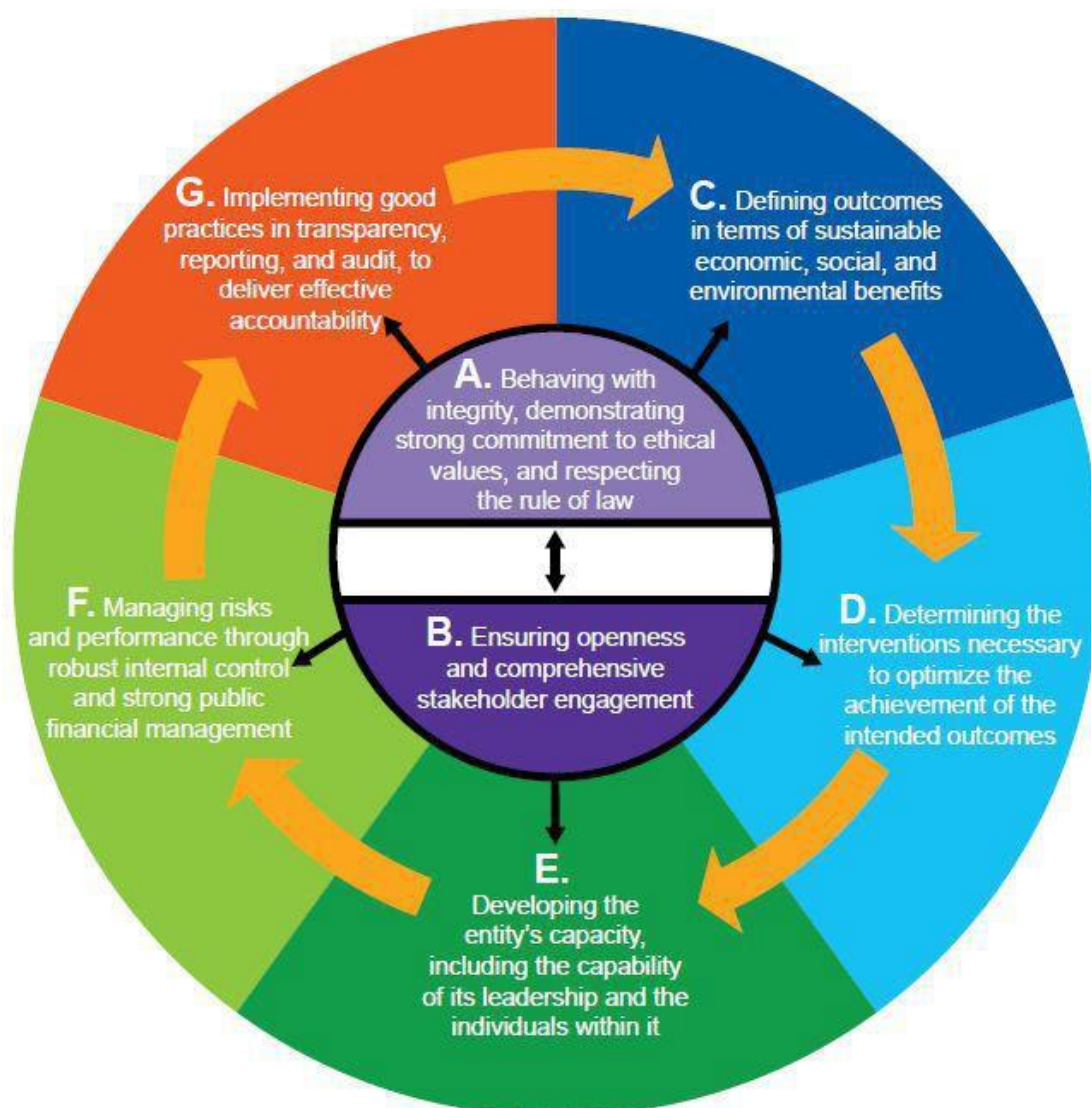 G. Implementing good
practices in transparency,
reporting, and audit, to
deliver effective
accountability
C. Defining outcomes
in terms of sustainable
economic, social, and
environmental benefits
A. Behaving with
integrity, demonstrating
strong commitment to ethical
values, and respecting
the rule of law
B. Ensuring openness
and comprehensive
stakeholder engagement
F. Managing risks
and performance through
robust internal control
and strong public
financial management
D. Determining the
interventions necessary
to optimize the
achievement of the
intended outcomes
E.
Developing the
entity's capacity,
including the capability
of its leadership and the
individuals within it